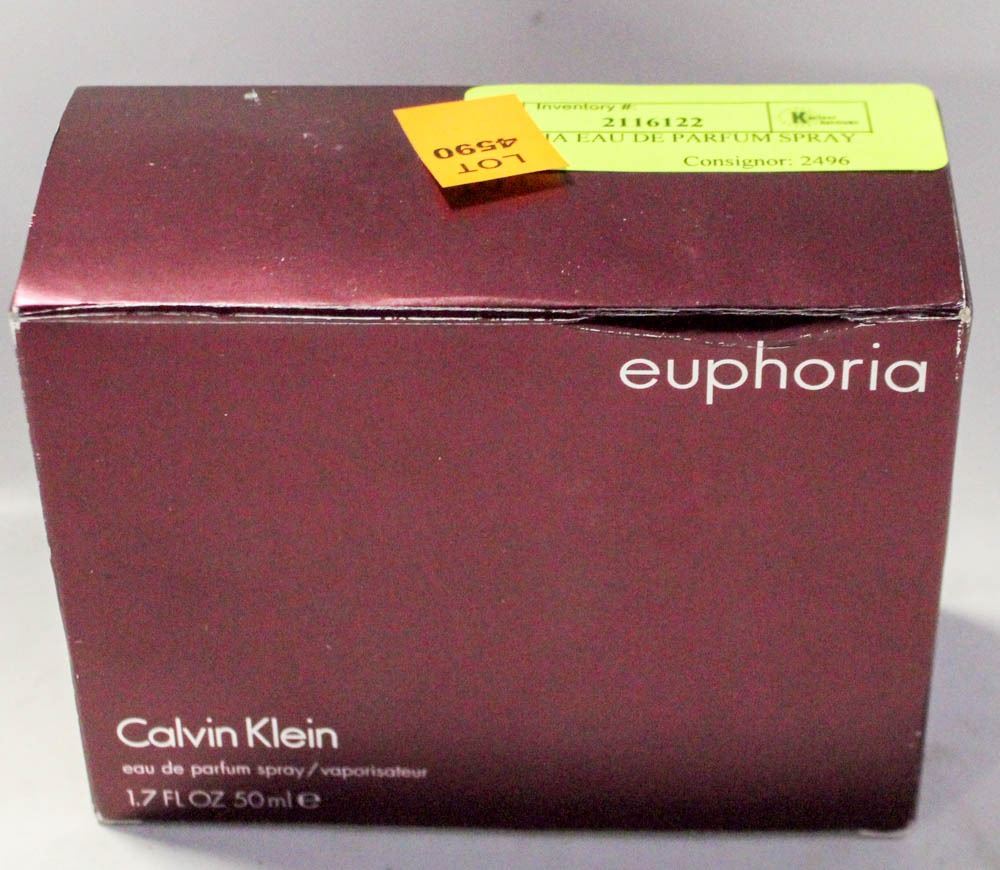 Inventory #:
2116122
IA EAU DE PARFUM SPRAY
Consignor: 2496
LOT
4590
euphoria
Calvin Klein
eau de parfum spray/vaporisateur
1.7 FL OZ 50 ml ℮